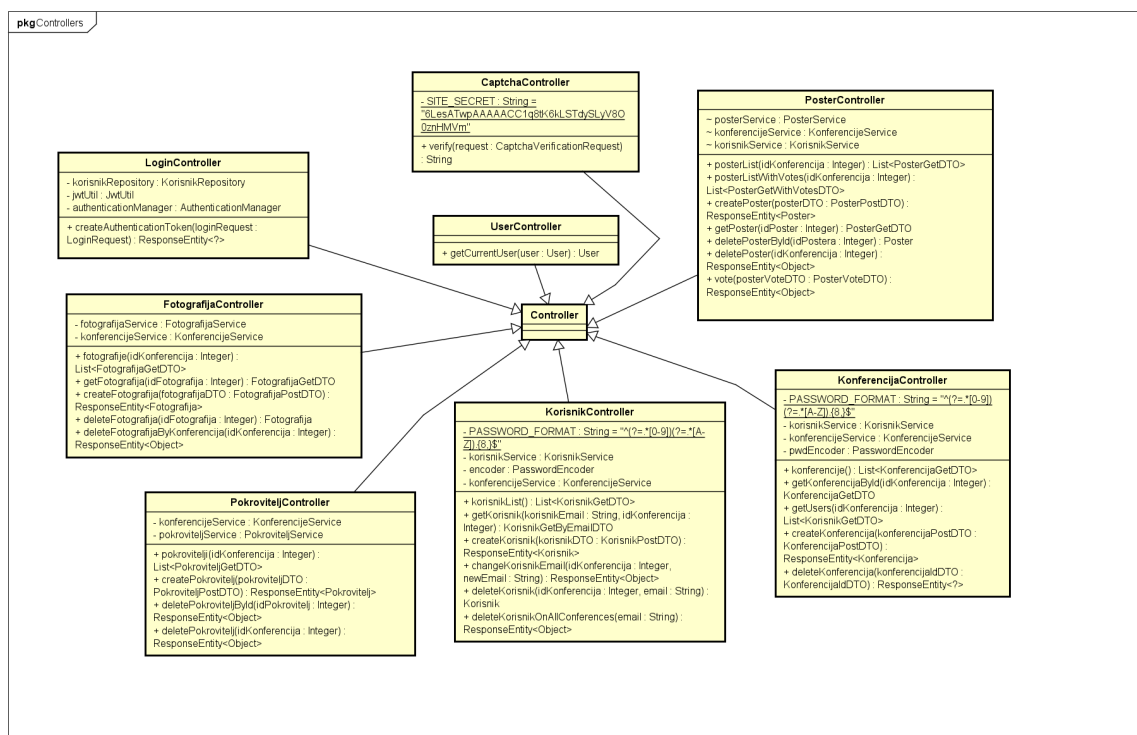 pkg Controllers
CaptchaController
- SITE_SECRET : String =
"6LesATwpAAAAACC1q8tK6kLSTdySLyV8O
0znHMVm"
+ verify(request : CaptchaVerificationRequest)
: String
PosterController
~ posterService : PosterService
~ konferencijeService : KonferencijeService
~ korisnikService : KorisnikService
+ posterList(idKonferencija : Integer) : List<PosterGetDTO>
+ posterListWithVotes(idKonferencija : Integer) :
List<PosterGetWithVotesDTO>
+ createPoster(posterDTO : PosterPostDTO) :
ResponseEntity<Poster>
+ getPoster(idPoster : Integer) : PosterGetDTO
+ deletePosterById(idPostera : Integer) : Poster
+ deletePoster(idKonferencija : Integer) :
ResponseEntity<Object>
+ vote(posterVoteDTO : PosterVoteDTO) :
ResponseEntity<Object>
LoginController
- korisnikRepository : KorisnikRepository
- jwtUtil : JwtUtil
- authenticationManager : AuthenticationManager
+ createAuthenticationToken(loginRequest :
LoginRequest) : ResponseEntity<?>
UserController
+ getCurrentUser(user : User) : User
Controller
FotografijaController
- fotografijaService : FotografijaService
- konferencijeService : KonferencijeService
+ fotografije(idKonferencija : Integer) :
List<FotografijaGetDTO>
+ getFotografija(idFotografija : Integer) : FotografijaGetDTO
+ createFotografija(fotografijaDTO : FotografijaPostDTO) :
ResponseEntity<Fotografija>
+ deleteFotografija(idFotografija : Integer) : Fotografija
+ deleteFotografijaByKonferencija(idKonferencija : Integer) :
ResponseEntity<Object>
KonferencijaController
- PASSWORD_FORMAT : String = "^(?=.*[0-9])
(?=.*[A-Z]).{8,}$"
- korisnikService : KorisnikService
- konferencijeService : KonferencijeService
- pwdEncoder : PasswordEncoder
+ konferencije() : List<KonferencijaGetDTO>
+ getKonferencijaById(idKonferencija : Integer) :
KonferencijaGetDTO
+ getUsers(idKonferencija : Integer) :
List<KorisnikGetDTO>
+ createKonferencija(konferencijaPostDTO :
KonferencijaPostDTO) :
ResponseEntity<Konferencija>
+ deleteKonferencija(konferencijaIdDTO :
KonferencijaIdDTO) : ResponseEntity<?>
KorisnikController
- PASSWORD_FORMAT : String = "^(?=.*[0-9])(?=.*[A-
Z]).{8,}$"
- korisnikService : KorisnikService
- encoder : PasswordEncoder
- konferencijeService : KonferencijeService
+ korisnikList() : List<KorisnikGetDTO>
+ getKorisnik(korisnikEmail : String, idKonferencija :
Integer) : KorisnikGetByEmailDTO
+ createKorisnik(korisnikDTO : KorisnikPostDTO) :
ResponseEntity<Korisnik>
+ changeKorisnikEmail(idKonferencija : Integer,
newEmail : String) : ResponseEntity<Object>
+ deleteKorisnik(idKonferencija : Integer, email : String) :
Korisnik
+ deleteKorisnikOnAllConferences(email : String) :
ResponseEntity<Object>
PokroviteljController
- konferencijeService : KonferencijeService
- pokroviteljService : PokroviteljService
+ pokrovitelji(idKonferencija : Integer) :
List<PokroviteljGetDTO>
+ createPokrovitelj(pokroviteljDTO :
PokroviteljPostDTO) : ResponseEntity<Pokrovitelj>
+ deletePokroviteljById(idPokrovitelj : Integer) :
ResponseEntity<Object>
+ deletePokrovitelj(idKonferencija : Integer) :
ResponseEntity<Object>